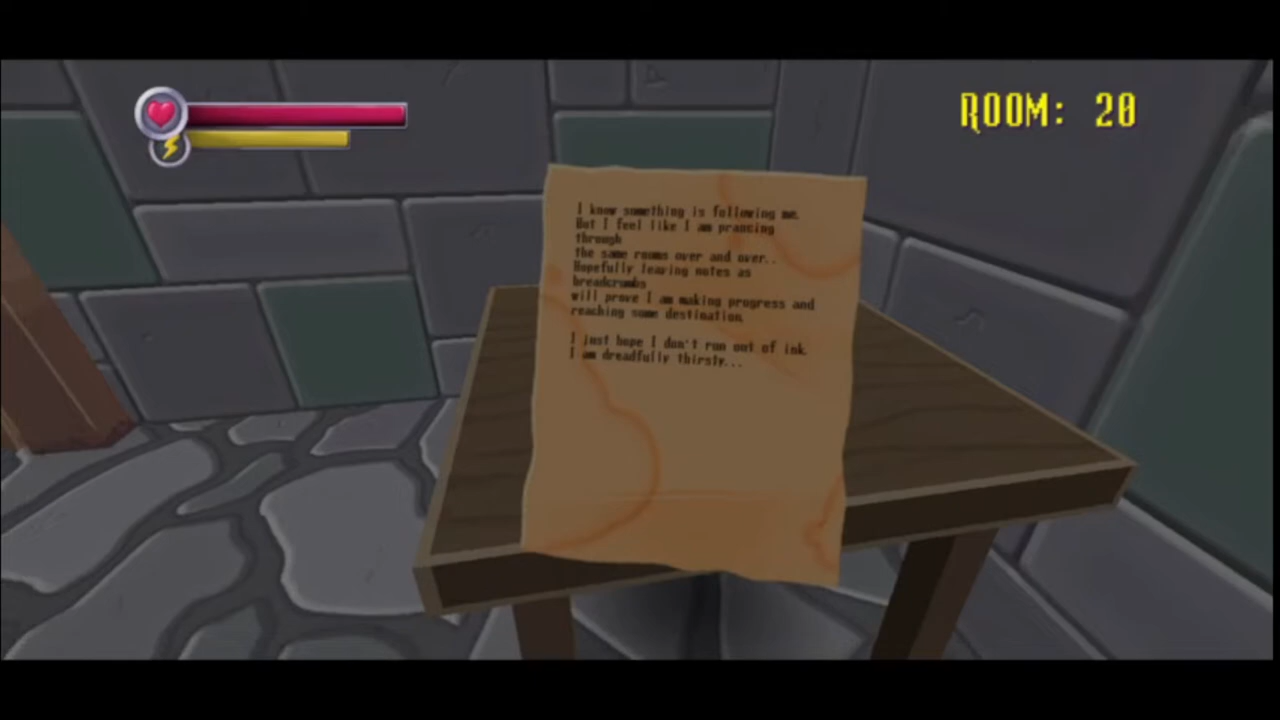 ROOM: 20
I know something is following me.
But I feel like I am prancing
through
the same rooms over and over..
Hopefully leaving notes as
breadcrumbs
will prove I am making progress and
reaching some destination.
I just hope I don't run out of ink.
I am dreadfully thirsty...